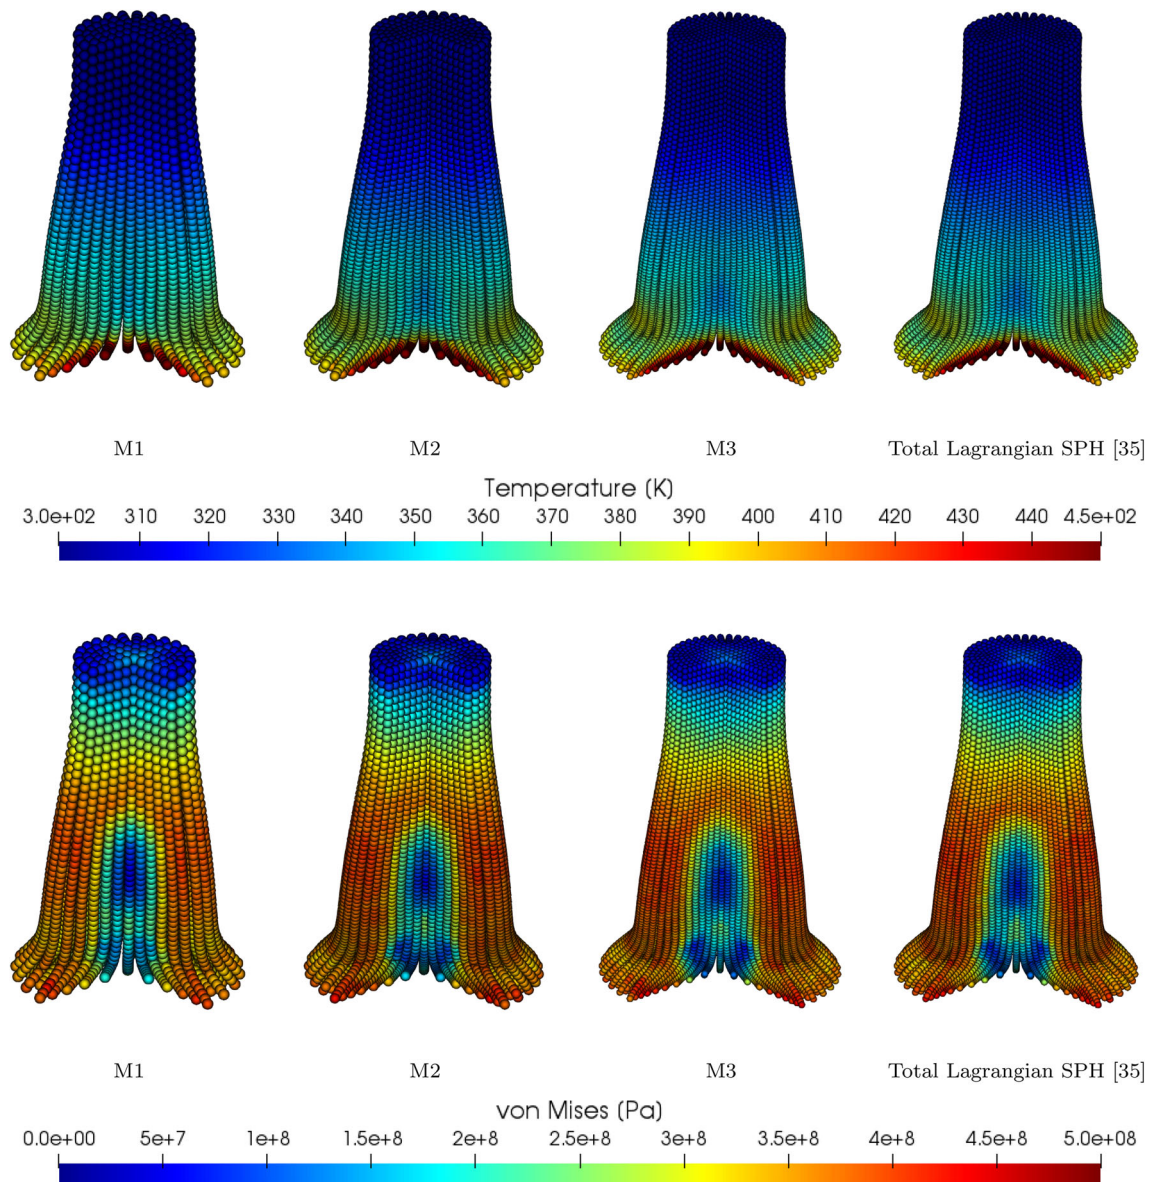 M1 M2 M3 Total Lagrangian SPH [35]
Temperature (K)
3.0e+02 310 320 330 340 350 360 370 380 390 400 410 420 430 440 4.5e+02
M1 M2 M3 Total Lagrangian SPH [35]
von Mises (Pa)
0.0e+00 5e+7 1e+8 1.5e+8 2e+8 2.5e+8 3e+8 3.5e+8 4e+8 4.5e+8 5.0e+08